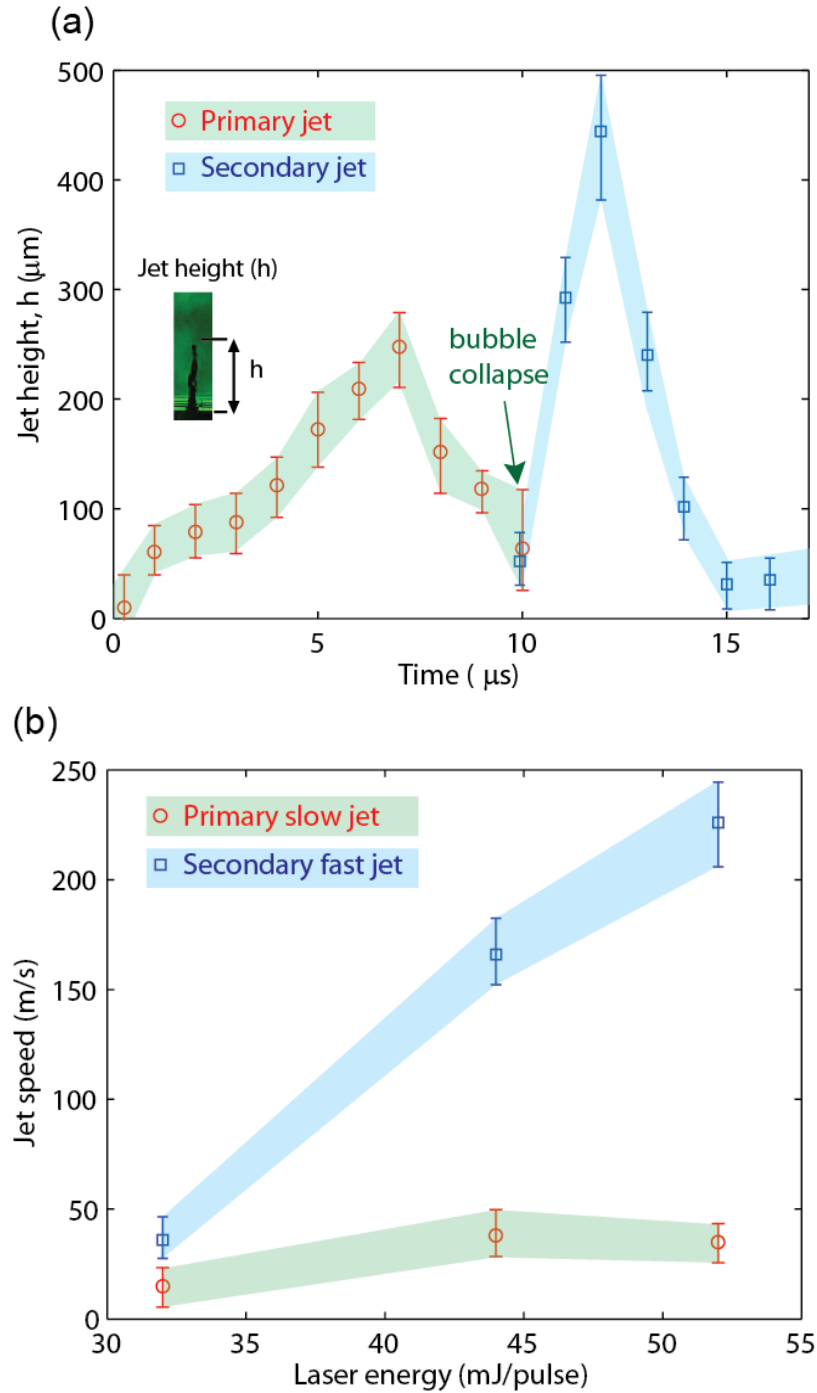 (a)
500
400
300
200
100
0
Jet height, h (μm)
Primary jet
Secondary jet
Jet height (h)
h
bubble
collapse
0 5 10 15
Time ( μs)
(b)
250
200
150
100
50
0
Jet speed (m/s)
Primary slow jet
Secondary fast jet
30 35 40 45 50 55
Laser energy (mJ/pulse)